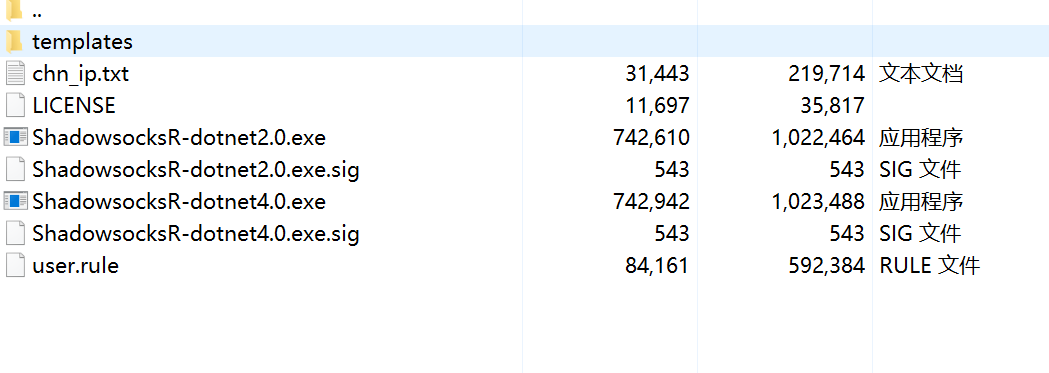 ..
templates
chn_ip.txt 31,443 219,714 文本文档
LICENSE 11,697 35,817
ShadowsocksR-dotnet2.0.exe 742,610 1,022,464 应用程序
ShadowsocksR-dotnet2.0.exe.sig 543 543 SIG 文件
ShadowsocksR-dotnet4.0.exe 742,942 1,023,488 应用程序
ShadowsocksR-dotnet4.0.exe.sig 543 543 SIG 文件
user.rule 84,161 592,384 RULE 文件